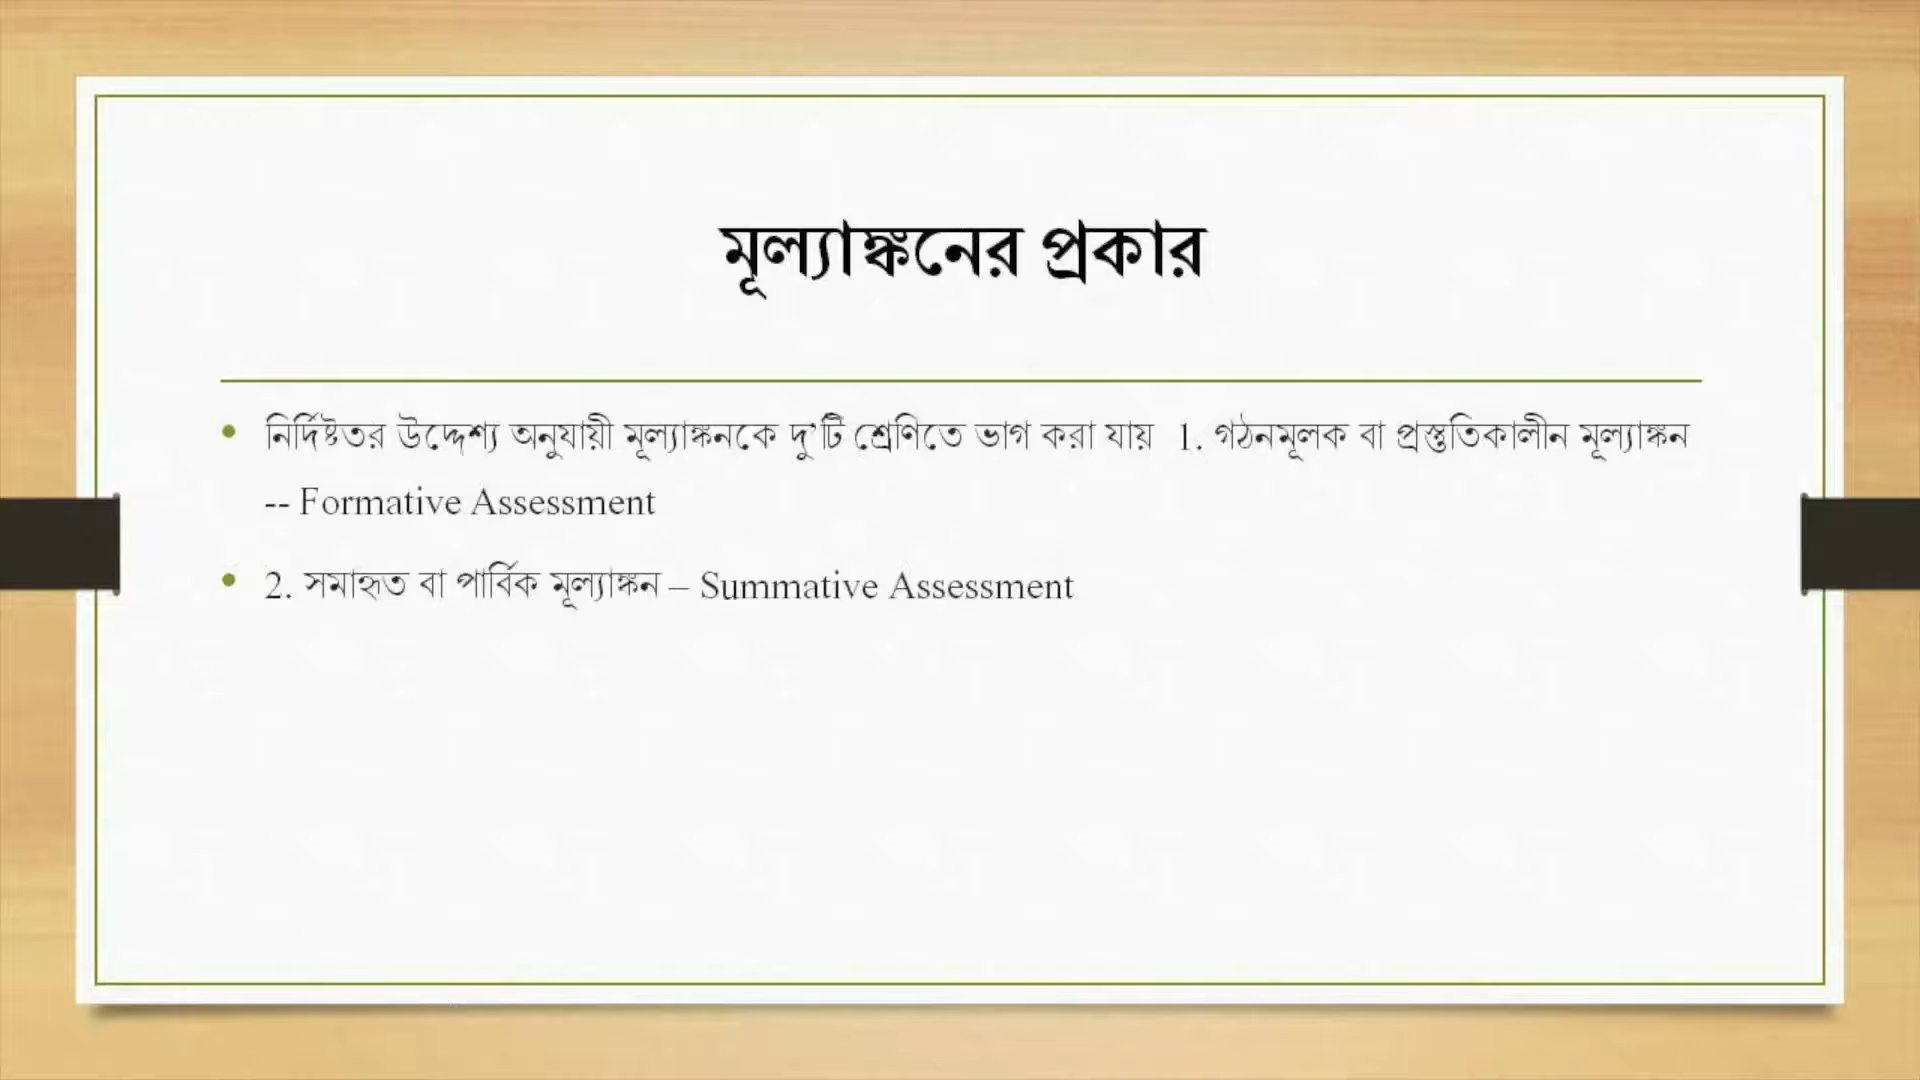 মূল্যাঙ্কনের প্রকার
নির্দিষ্টতর উদ্দেশ্য অনুযায়ী মূল্যাঙ্কনকে দু'টি শ্রেণিতে ভাগ করা যায় 1. গঠনমূলক বা প্রস্তুতিকালীন মূল্যাঙ্কন
-- Formative Assessment
2. সমাহৃত বা পার্বিক মূল্যাঙ্কন – Summative Assessment